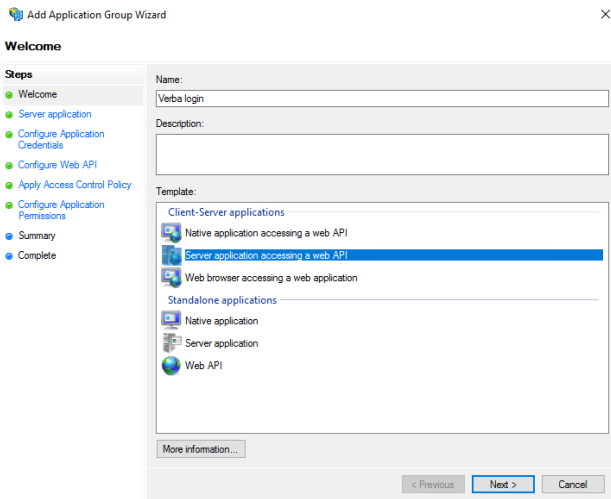 Add Application Group Wizard
Welcome
Steps
Welcome
Server application
Configure Application
Credentials
Configure Web API
Apply Access Control Policy
Configure Application
Permissions
Summary
Complete
Name:
Verba login
Description:
Template:
Client-Server applications
Native application accessing a web API
Server application accessing a web API
Web browser accessing a web application
Standalone applications
Native application
Server application
Web API
More information...
< Previous
Next >
Cancel